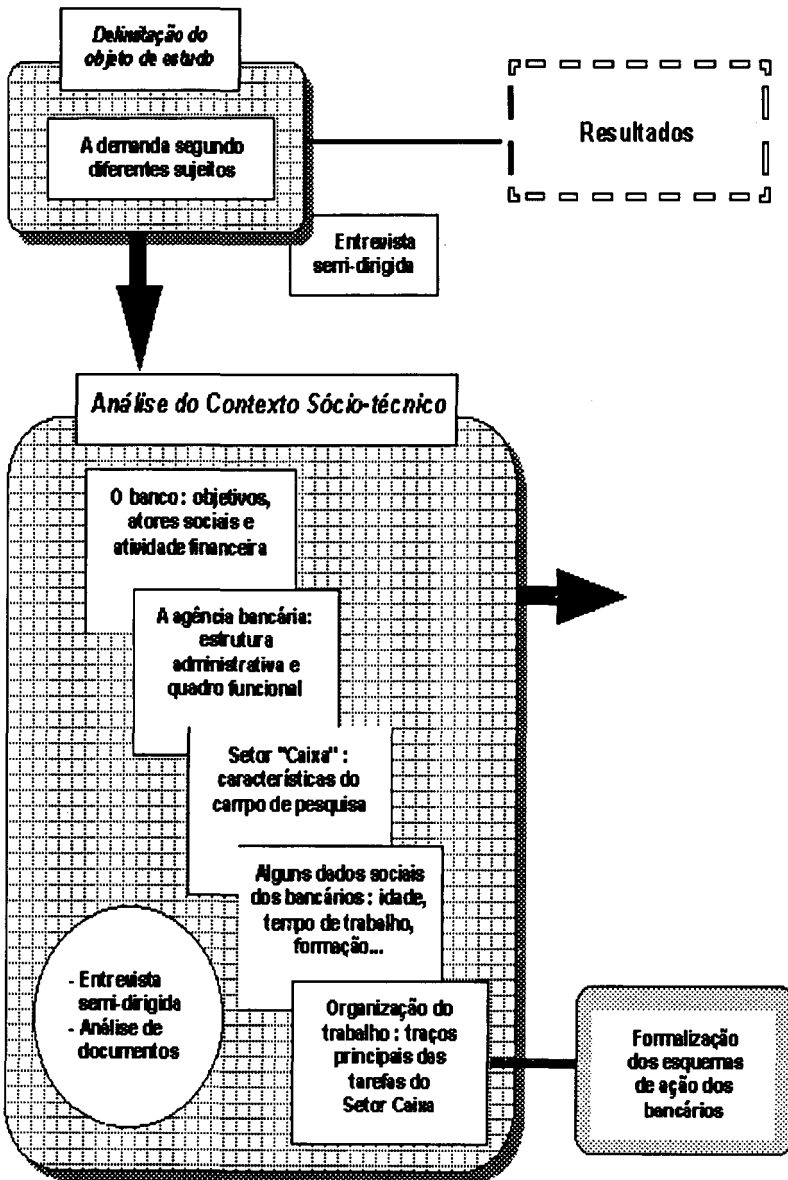 Delimitação do
objeto de estudo
A demanda segundo
diferentes sujeitos
Resultados
Entrevista
semi-dirigida
Análise do Contexto Sócio-técnico
O banco : objetivos,
atores sociais e
atividade financeira
A agência bancária:
estrutura
administrativa e
quadro funcional
Setor "Caixa" :
características do
campo de pesquisa
Alguns dados sociais
dos bancários : idade,
tempo de trabalho,
formação...
- Entrevista
semi-dirigida
- Análise de
documentos
Organização do
trabalho : traços
principais das
tarefas do
Setor Caixa
Formalização
dos esquemas
de ação dos
bancários